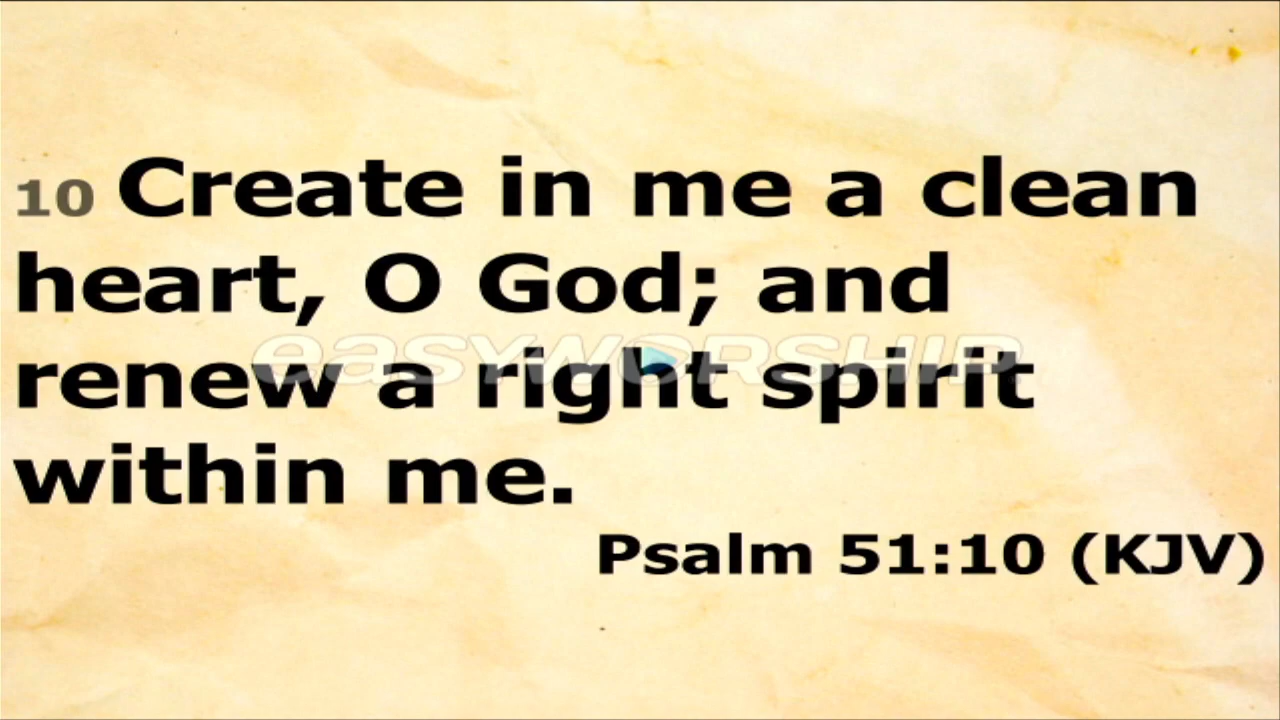 10 Create in me a clean
heart, O God; and
easyworship
renew a right spirit
within me.
Psalm 51:10 (KJV)